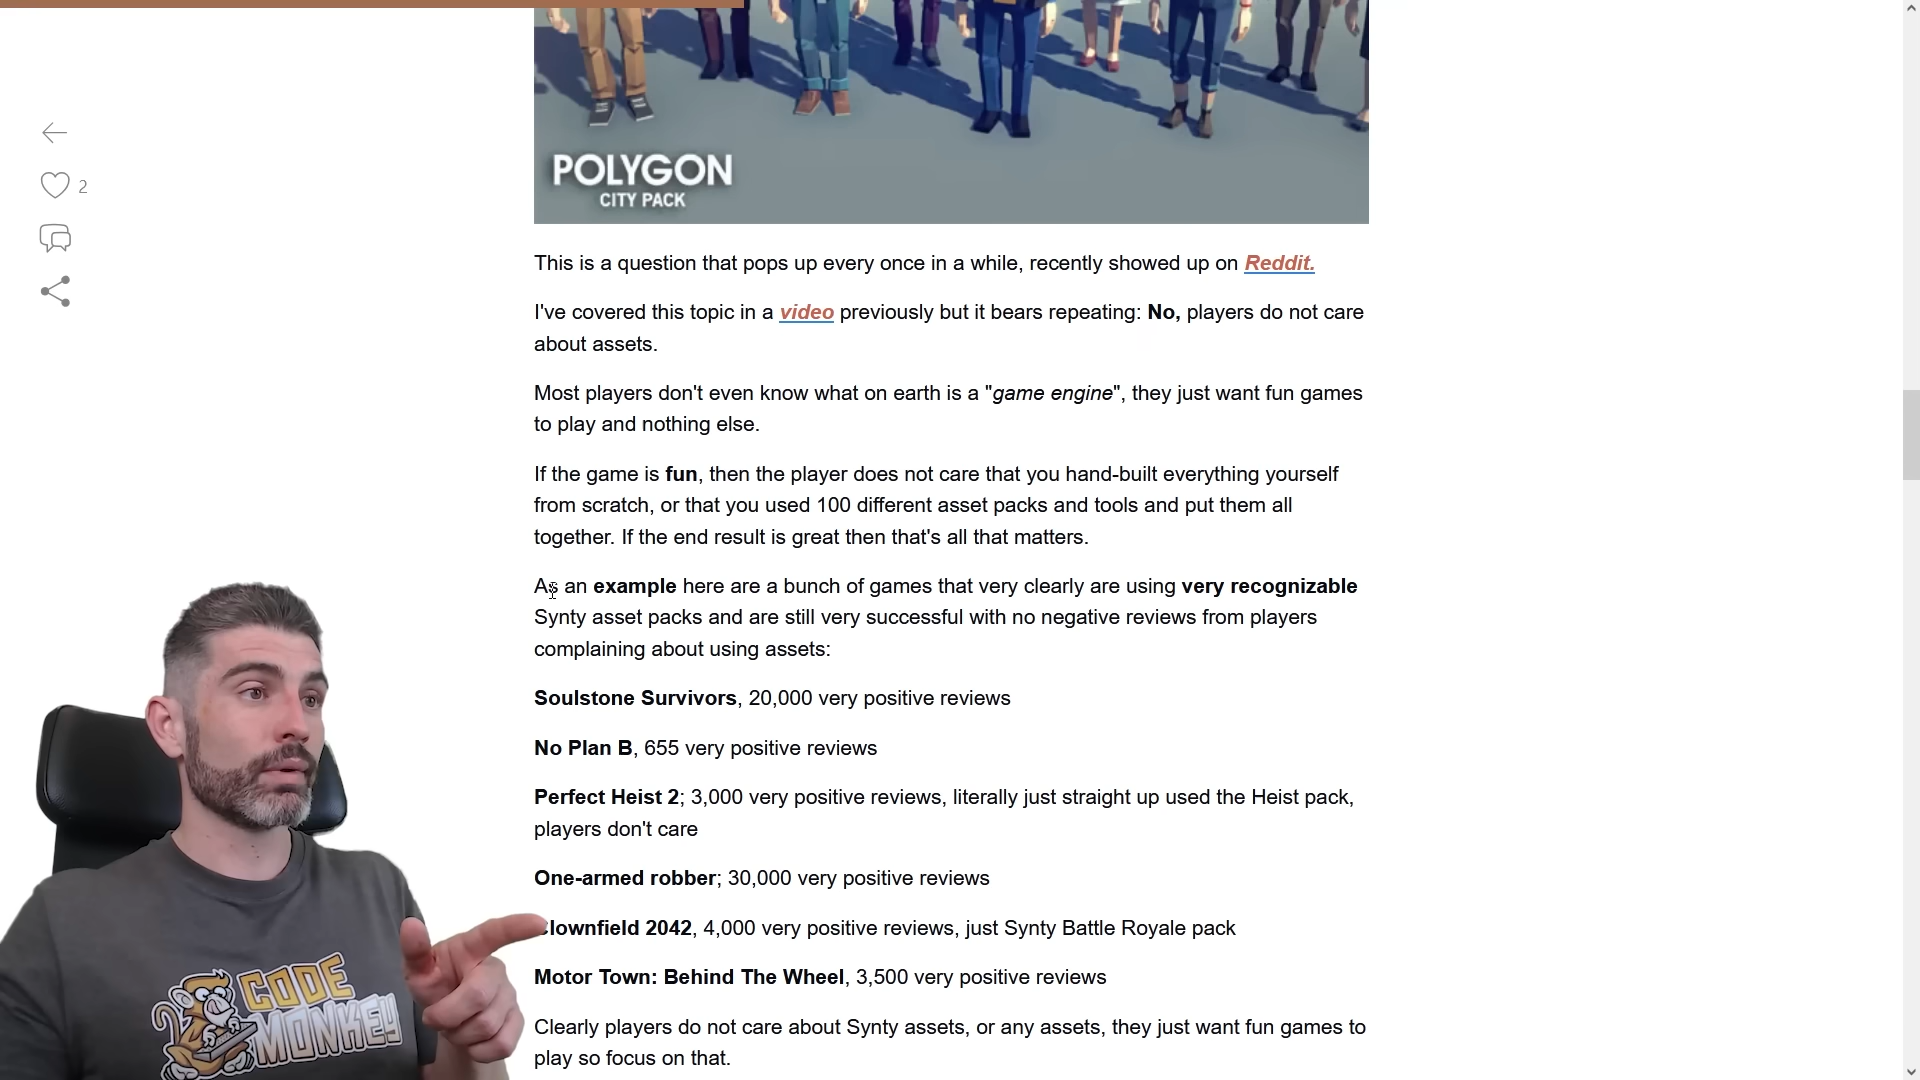 POLYGON
CITY PACK
2
This is a question that pops up every once in a while, recently showed up on Reddit.
I've covered this topic in a video previously but it bears repeating: No, players do not care
about assets.
Most players don't even know what on earth is a "game engine", they just want fun games
to play and nothing else.
If the game is fun, then the player does not care that you hand-built everything yourself
from scratch, or that you used 100 different asset packs and tools and put them all
together. If the end result is great then that's all that matters.
As an example here are a bunch of games that very clearly are using very recognizable
Synty asset packs and are still very successful with no negative reviews from players
complaining about using assets:
Soulstone Survivors, 20,000 very positive reviews
No Plan B, 655 very positive reviews
Perfect Heist 2; 3,000 very positive reviews, literally just straight up used the Heist pack,
players don't care
One-armed robber; 30,000 very positive reviews
Clownfield 2042, 4,000 very positive reviews, just Synty Battle Royale pack
Motor Town: Behind The Wheel, 3,500 very positive reviews
Clearly players do not care about Synty assets, or any assets, they just want fun games to
play so focus on that.
CODE
MONKEY